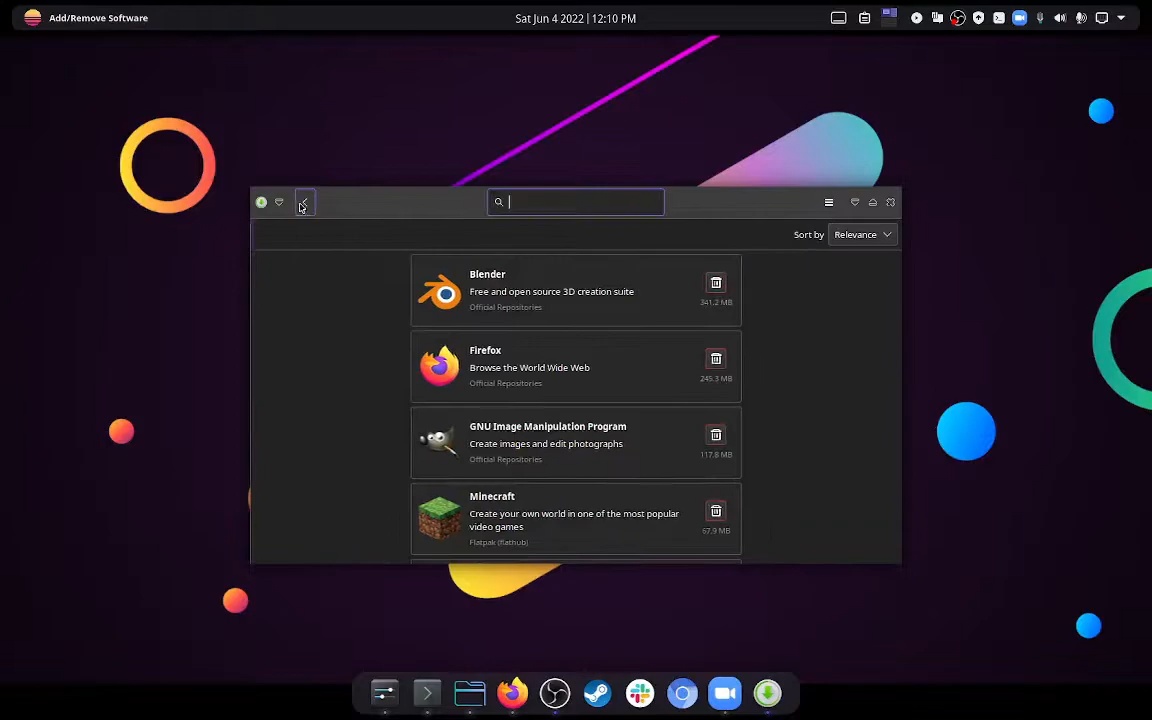 Add/Remove Software
Sat Jun 4 2022 | 12:10 PM
Sort by Relevance
Blender
Free and open source 3D creation suite
Official Repositories
341.2 MB
Firefox
Browse the World Wide Web
Official Repositories
245.3 MB
GNU Image Manipulation Program
Create images and edit photographs
Official Repositories
117.8 MB
Minecraft
Create your own world in one of the most popular
video games
Flatpak (flathub)
67.9 MB